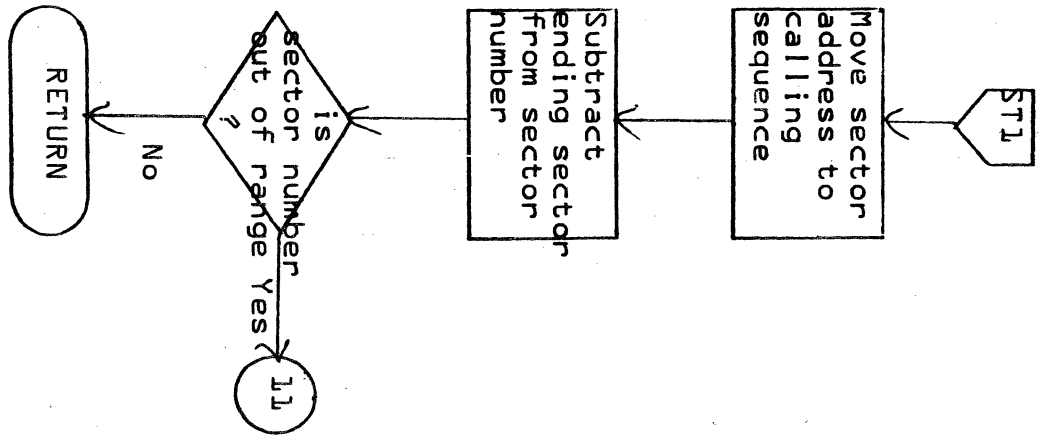 ST1
Move sector
address to
calling
sequence
Subtract
ending sector
from sector
number
is
sector number
out of range
?
Yes
11
No
RETURN